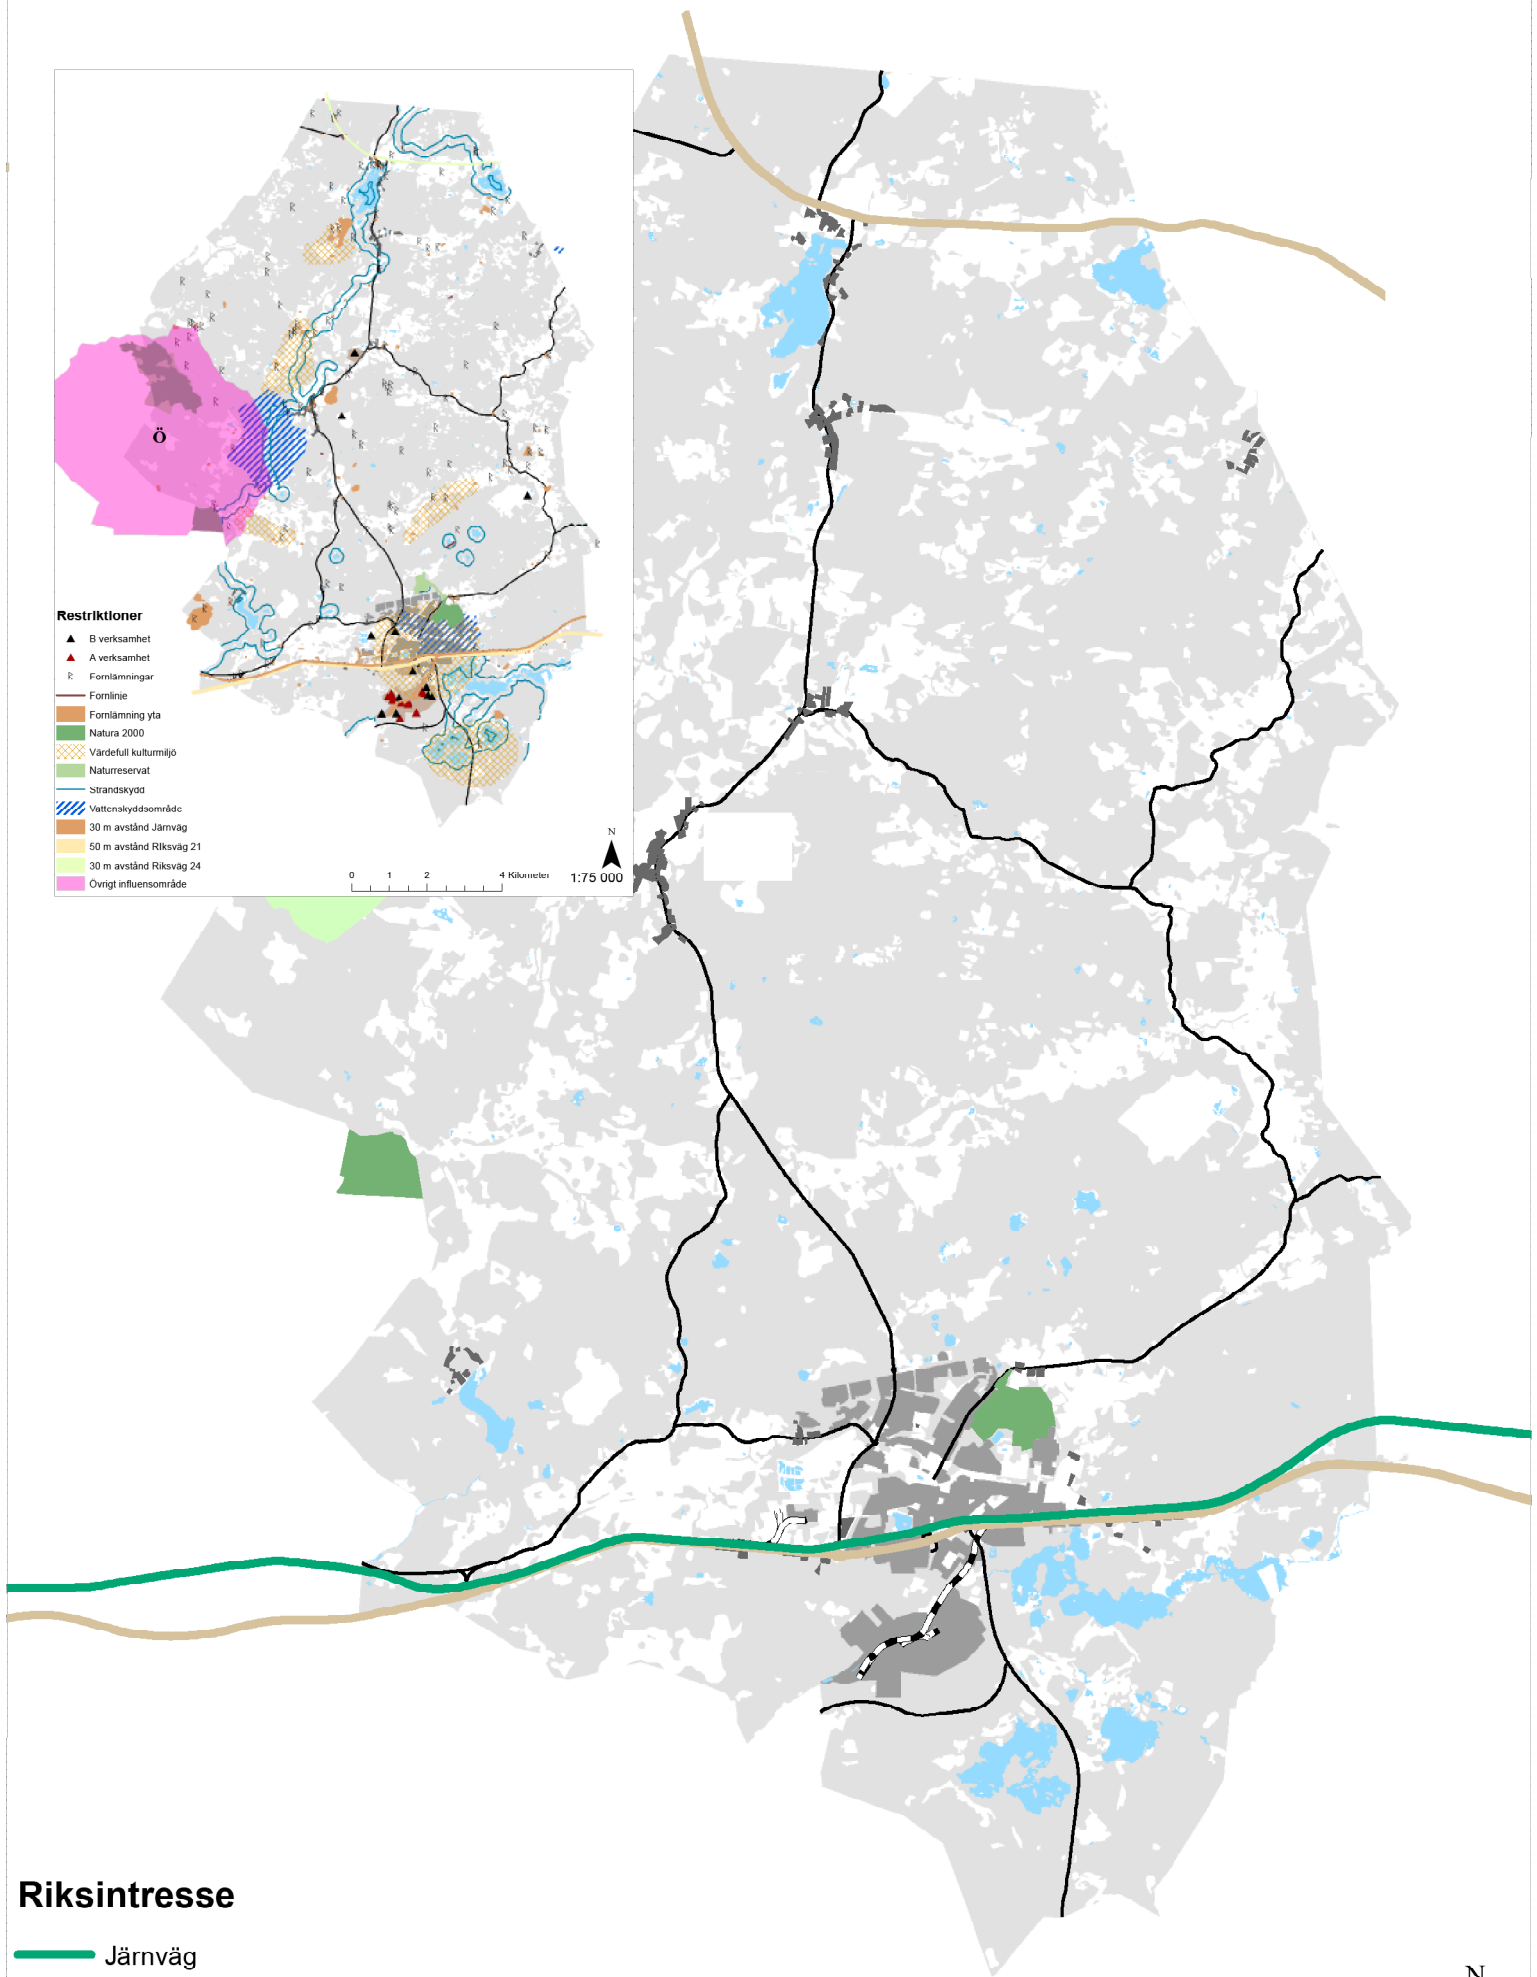 Ö
Restriktioner
B verksamhet
A verksamhet
Fornlämningar
Fornlinje
Fornlämning yta
Natura 2000
Värdefull kulturmiljö
Naturreservat
Strandskydd
Vattenskyddsområde
30 m avstånd Järnväg
50 m avstånd Riksväg 21
30 m avstånd Riksväg 24
Övrigt influensområde
N
0 1 2 4 Kilometer
1:75 000
Riksintresse
Järnväg
N